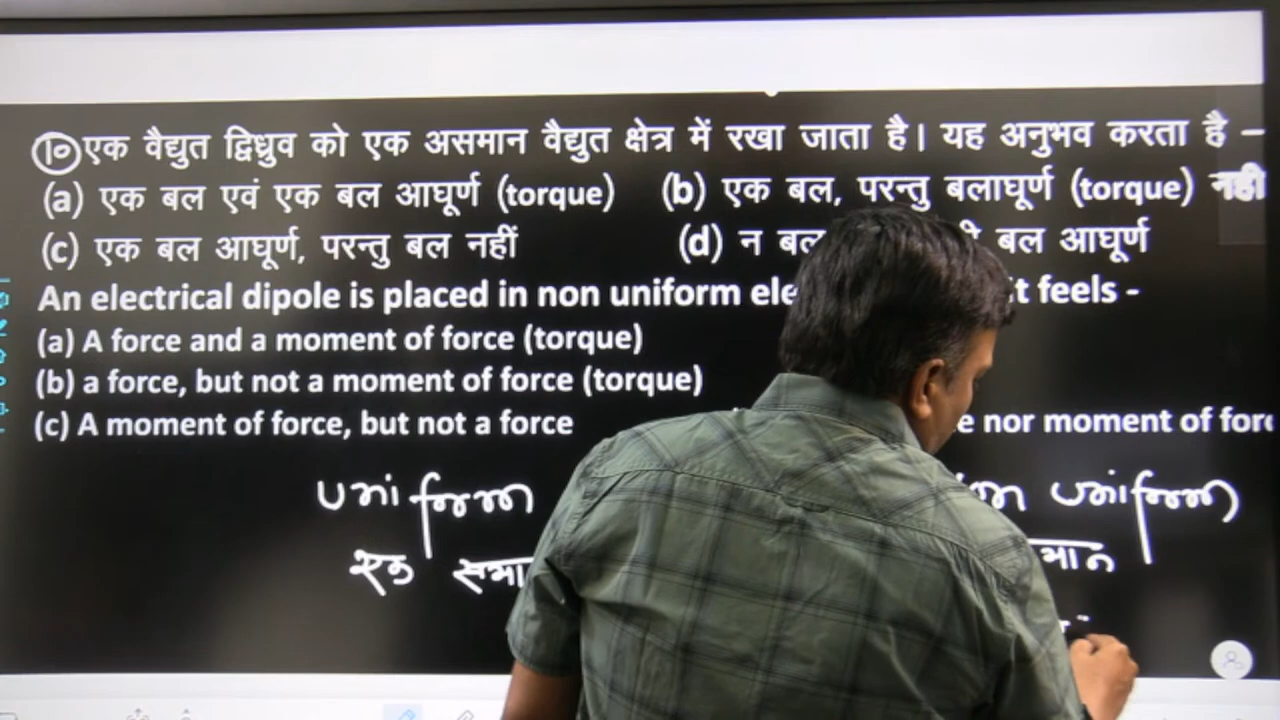 10 एक वैद्युत द्विध्रुव को एक असमान वैद्युत क्षेत्र में रखा जाता है। यह अनुभव करता है –
(a) एक बल एवं एक बल आघूर्ण (torque) (b) एक बल, परन्तु बलाघूर्ण (torque) नही
(c) एक बल आघूर्ण, परन्तु बल नहीं (d) न बल बल आघूर्ण
An electrical dipole is placed in non uniform feels -
(a) A force and a moment of force (torque)
(b) a force, but not a moment of force (torque)
(c) A moment of force, but not a force nor moment of
uniform uniform
एक